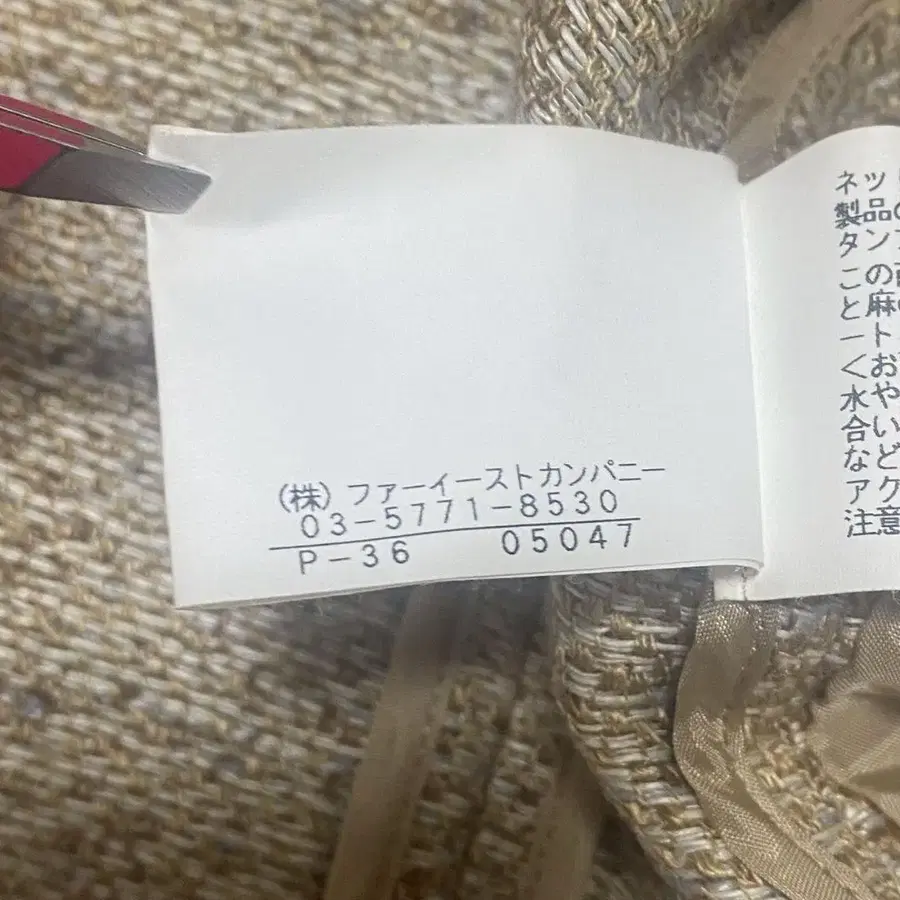 (株)ファーイーストカンパニー
03-5771-8530
P-36 05047
ネッ
製品の
タン
この
と麻
ート
くお
水や
合い
など
アク
注意